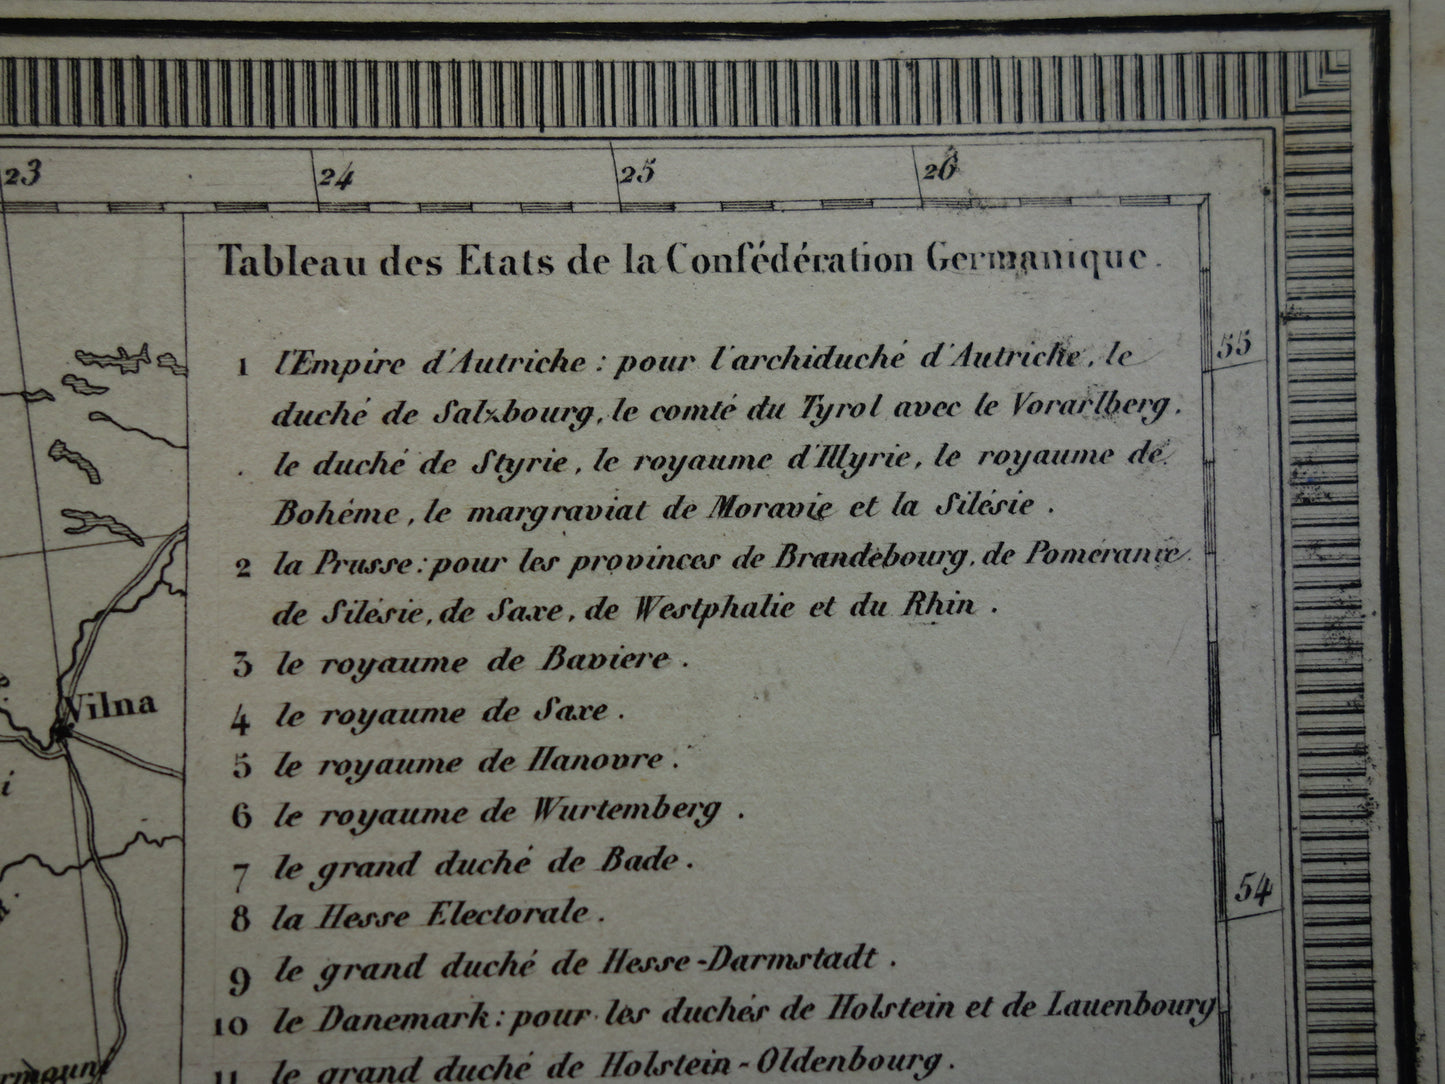 23 24 25 26
Tableau des Etats de la Confédération Germanique.
55
1 l'Empire d'Autriche : pour l'archiduché d'Autriche, le
duché de Salzbourg, le comté du Tyrol avec le Vorarlberg,
le duché de Styrie, le royaume d'Illyrie, le royaume de
Bohéme, le margraviat de Moravie et la Silésie.
2 la Prusse : pour les provinces de Brandébourg, de Poméranie
de Silésie, de Saxe, de Westphalie et du Rhin.
3 le royaume de Baviere.
Vilna
4 le royaume de Saxe.
5 le royaume de Hanovre.
6 le royaume de Wurtemberg.
7 le grand duché de Bade.
54
8 la Hesse Electorale.
9 le grand duché de Hesse-Darmstadt.
10 le Danemark : pour les duchés de Holstein et de Lauenbourg
11 le grand duché de Holstein-Oldenbourg.